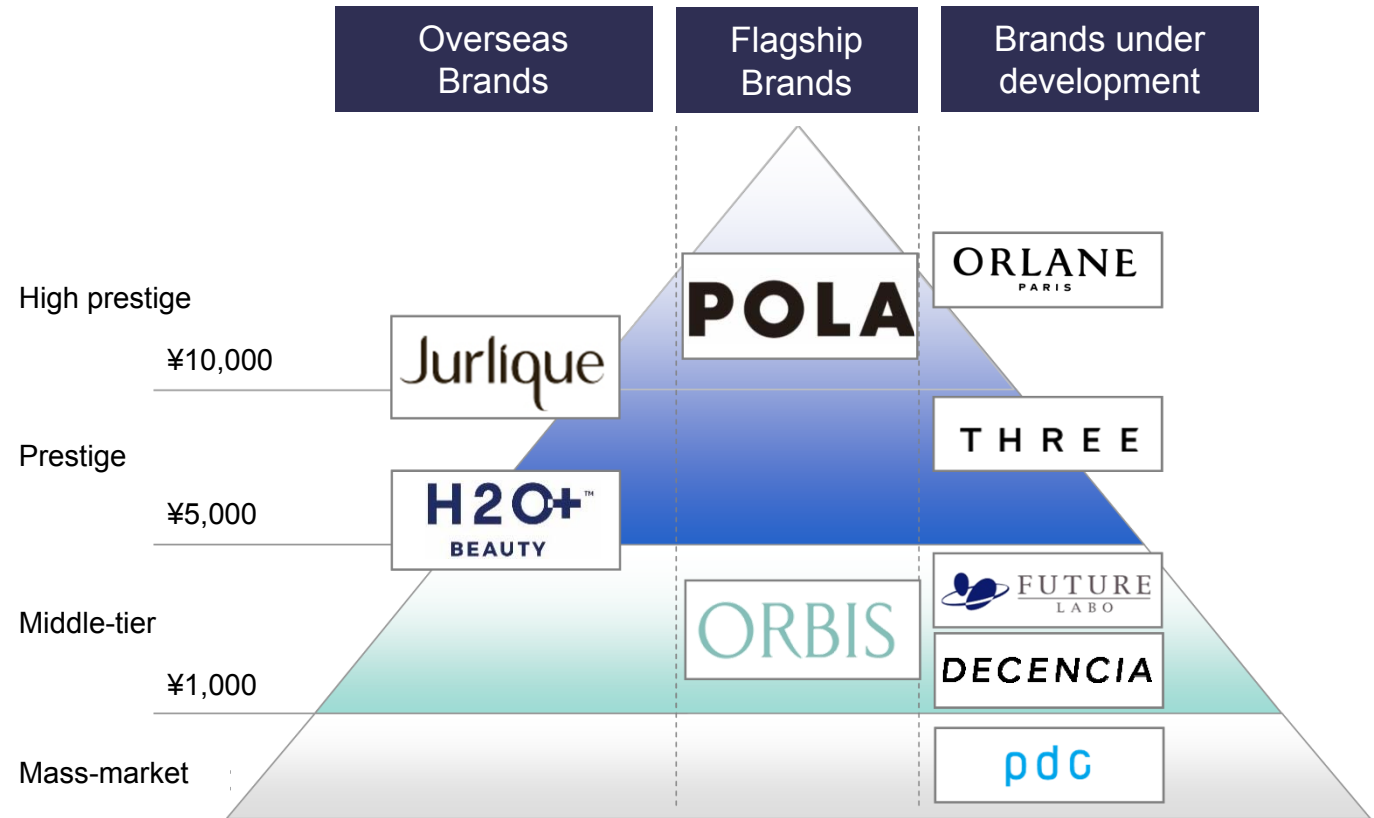 Overseas
Brands
Flagship
Brands
Brands under
development
High prestige
¥10,000
Prestige
¥5,000
Middle-tier
¥1,000
Mass-market
Jurlique
H2O+™
BEAUTY
POLA
ORBIS
ORLANE
PARIS
THREE
FUTURE
LABO
DECENCIA
pdc